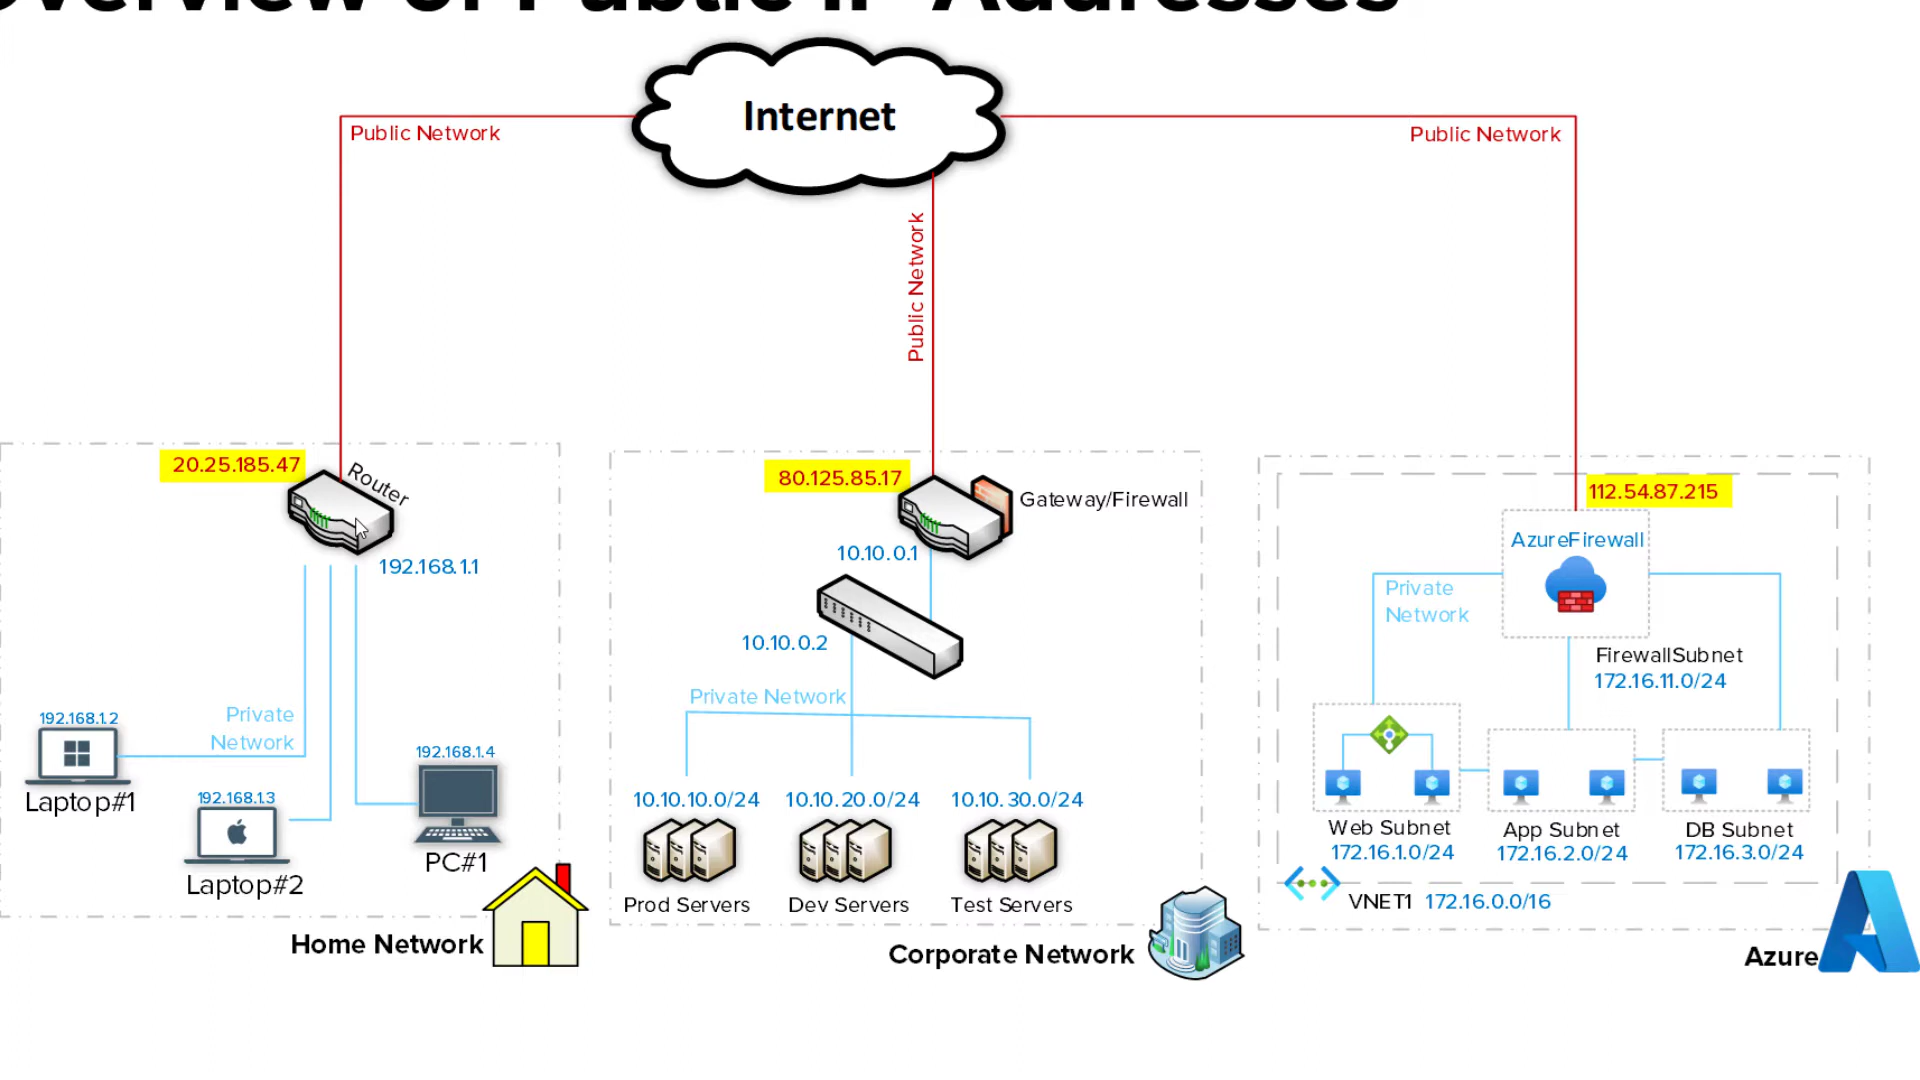 Overview of Public IP Addresses
Internet
Public Network
Public Network
Public Network
20.25.185.47
Router
192.168.1.1
Private
Network
192.168.1.2
Laptop#1
192.168.1.3
Laptop#2
192.168.1.4
PC#1
Home Network
80.125.85.17
Gateway/Firewall
10.10.0.1
10.10.0.2
Private Network
10.10.10.0/24
10.10.20.0/24
10.10.30.0/24
Prod Servers
Dev Servers
Test Servers
Corporate Network
112.54.87.215
AzureFirewall
Private
Network
FirewallSubnet
172.16.11.0/24
Web Subnet
172.16.1.0/24
App Subnet
172.16.2.0/24
DB Subnet
172.16.3.0/24
VNET1 172.16.0.0/16
Azure